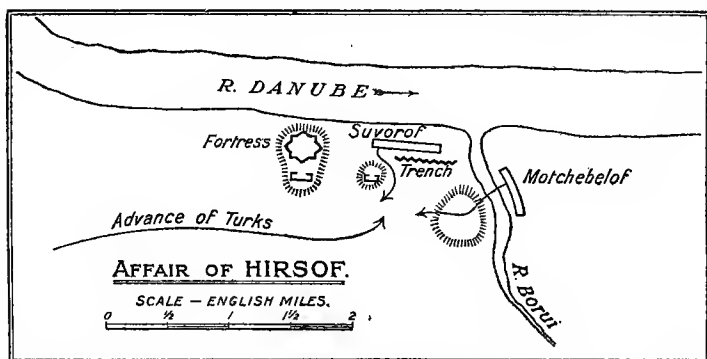 R. DANUBE
Fortress
Suvorof
Trench
Motchebelof
Advance of Turks
R. Borui
AFFAIR OF HIRSOF.
SCALE — ENGLISH MILES.
0 ½ 1 1½ 2